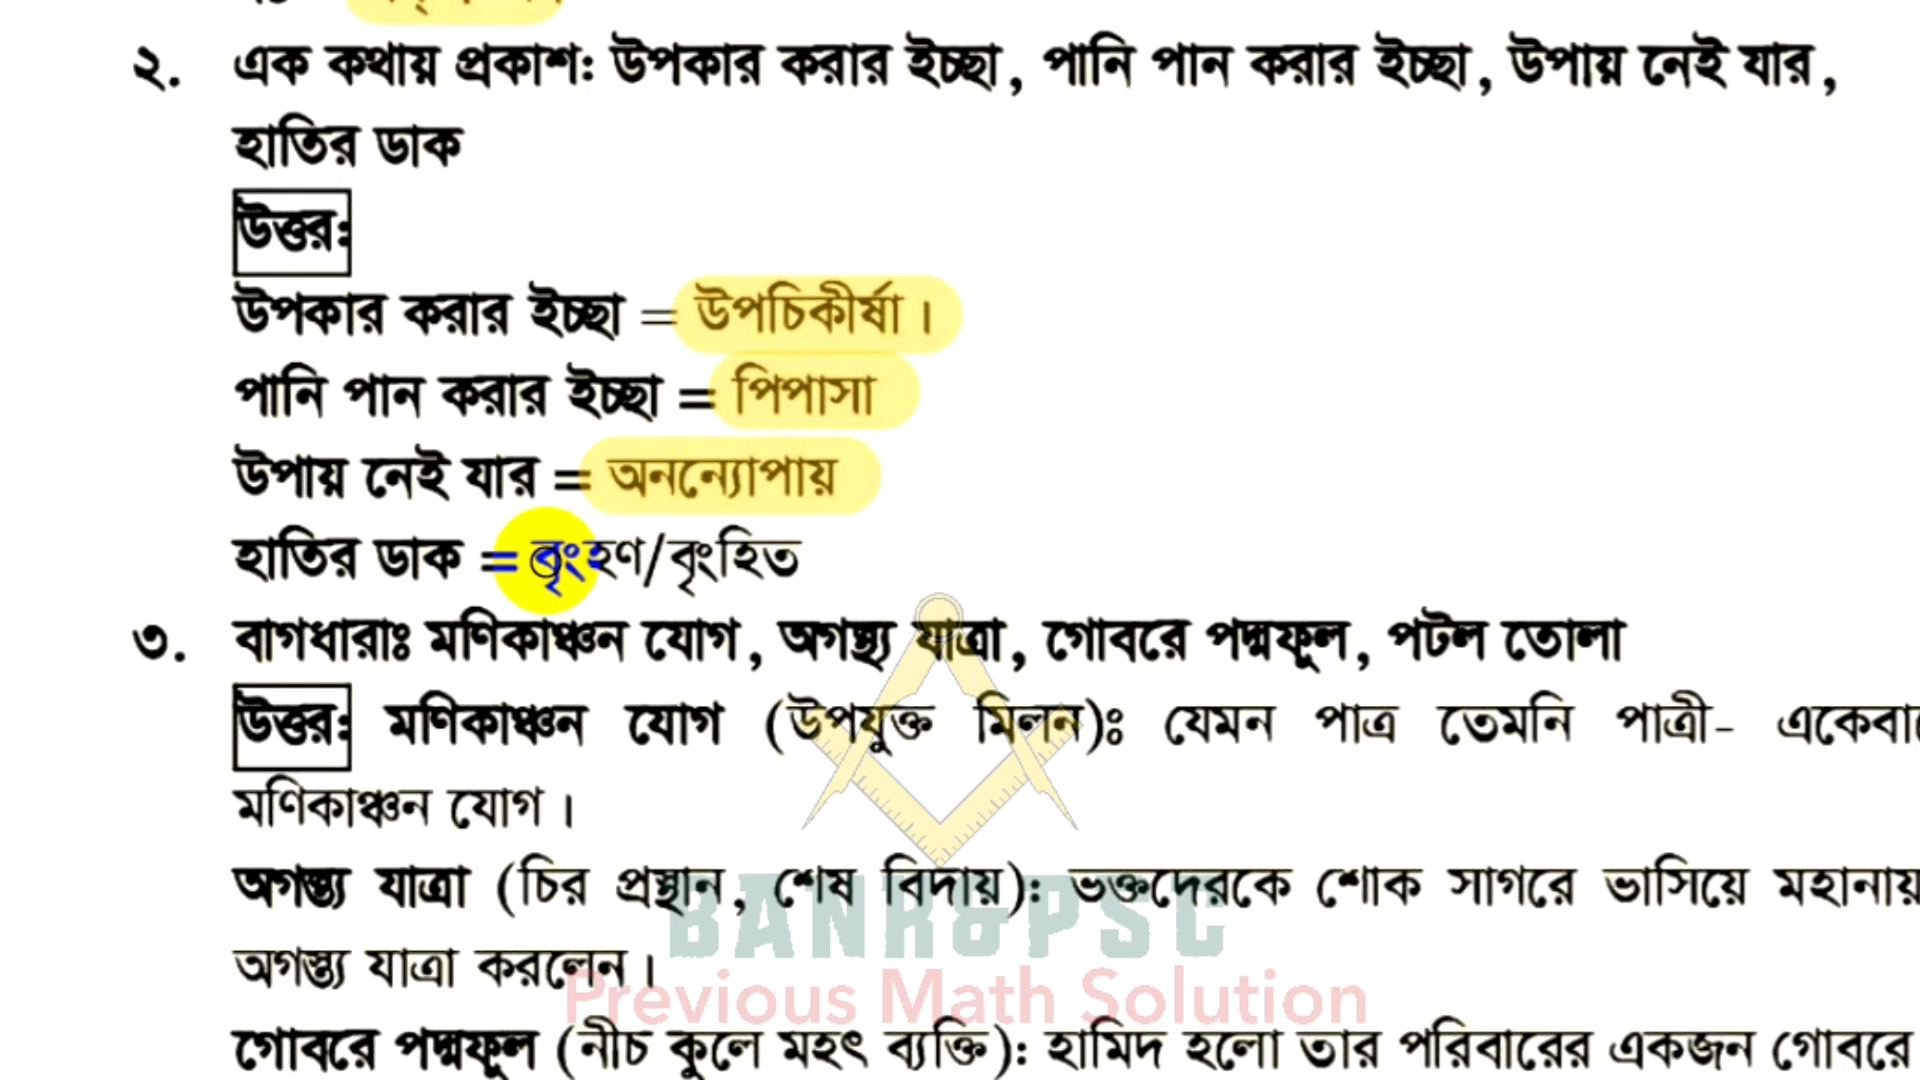 ২. এক কথায় প্রকাশ: উপকার করার ইচ্ছা, পানি পান করার ইচ্ছা, উপায় নেই যার,
হাতির ডাক
উত্তর:
উপকার করার ইচ্ছা = উপচিকীর্ষা।
পানি পান করার ইচ্ছা = পিপাসা
উপায় নেই যার = অনন্যোপায়
হাতির ডাক = বৃংহণ/বৃংহিত
৩. বাগধারাঃ মণিকাঞ্চন যোগ, অগস্ত্য যাত্রা, গোবরে পদ্মফুল, পটল তোলা
উত্তর: মণিকাঞ্চন যোগ (উপযুক্ত মিলন)ঃ যেমন পাত্র তেমনি পাত্রী-
মণিকাঞ্চন যোগ।
অগস্ত্য যাত্রা (চির প্রস্থান, শেষ বিদায়): ভক্তদেরকে শোক সাগরে ভাসিয়ে
অগস্ত্য যাত্রা করলেন।
BANK&PSC
Previous Math Solution
গোবরে পদ্মফুল (নীচ কুলে মহৎ ব্যক্তি): হামিদ হলো তার পরিবারের একজন গোবরে